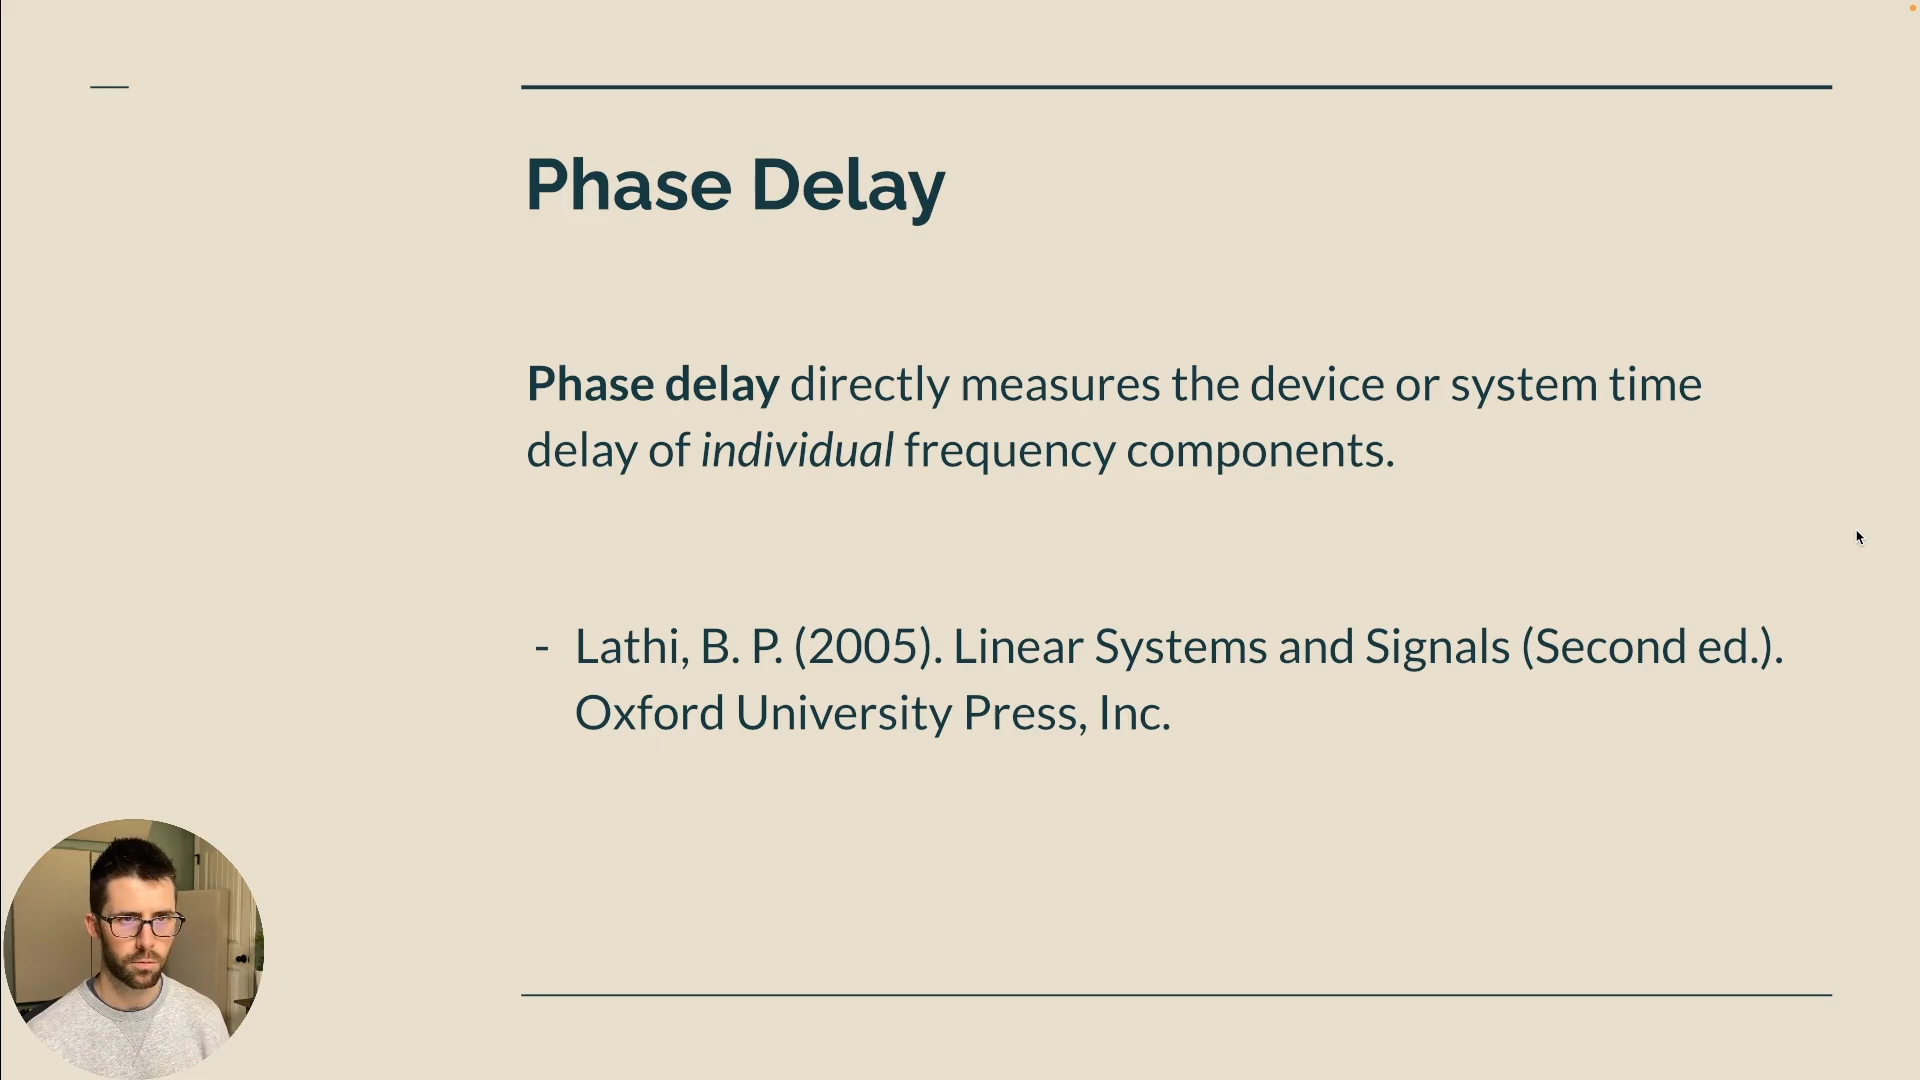 Phase Delay
Phase delay directly measures the device or system time
delay of individual frequency components.
- Lathi, B. P. (2005). Linear Systems and Signals (Second ed.).
Oxford University Press, Inc.